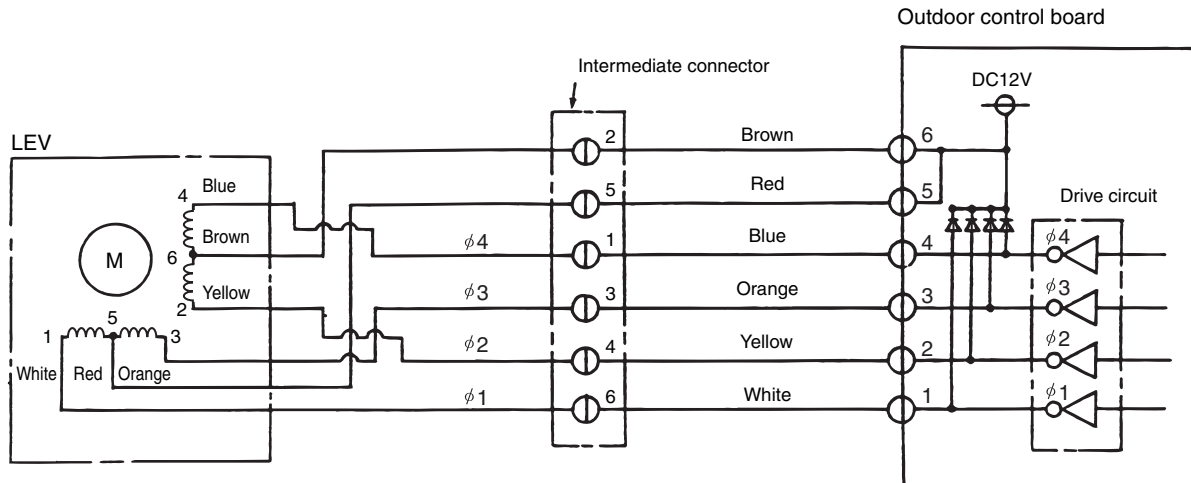 Outdoor control board
Intermediate connector
DC12V
LEV
2 Brown 6
4 Blue
5 Red 5
Drive circuit
Brown
φ4 1 Blue 4 φ4
6
M
Yellow
φ3 3 Orange 3 φ3
2
1 5 3
φ2 4 Yellow 2 φ2
White Red Orange
φ1 6 White 1 φ1